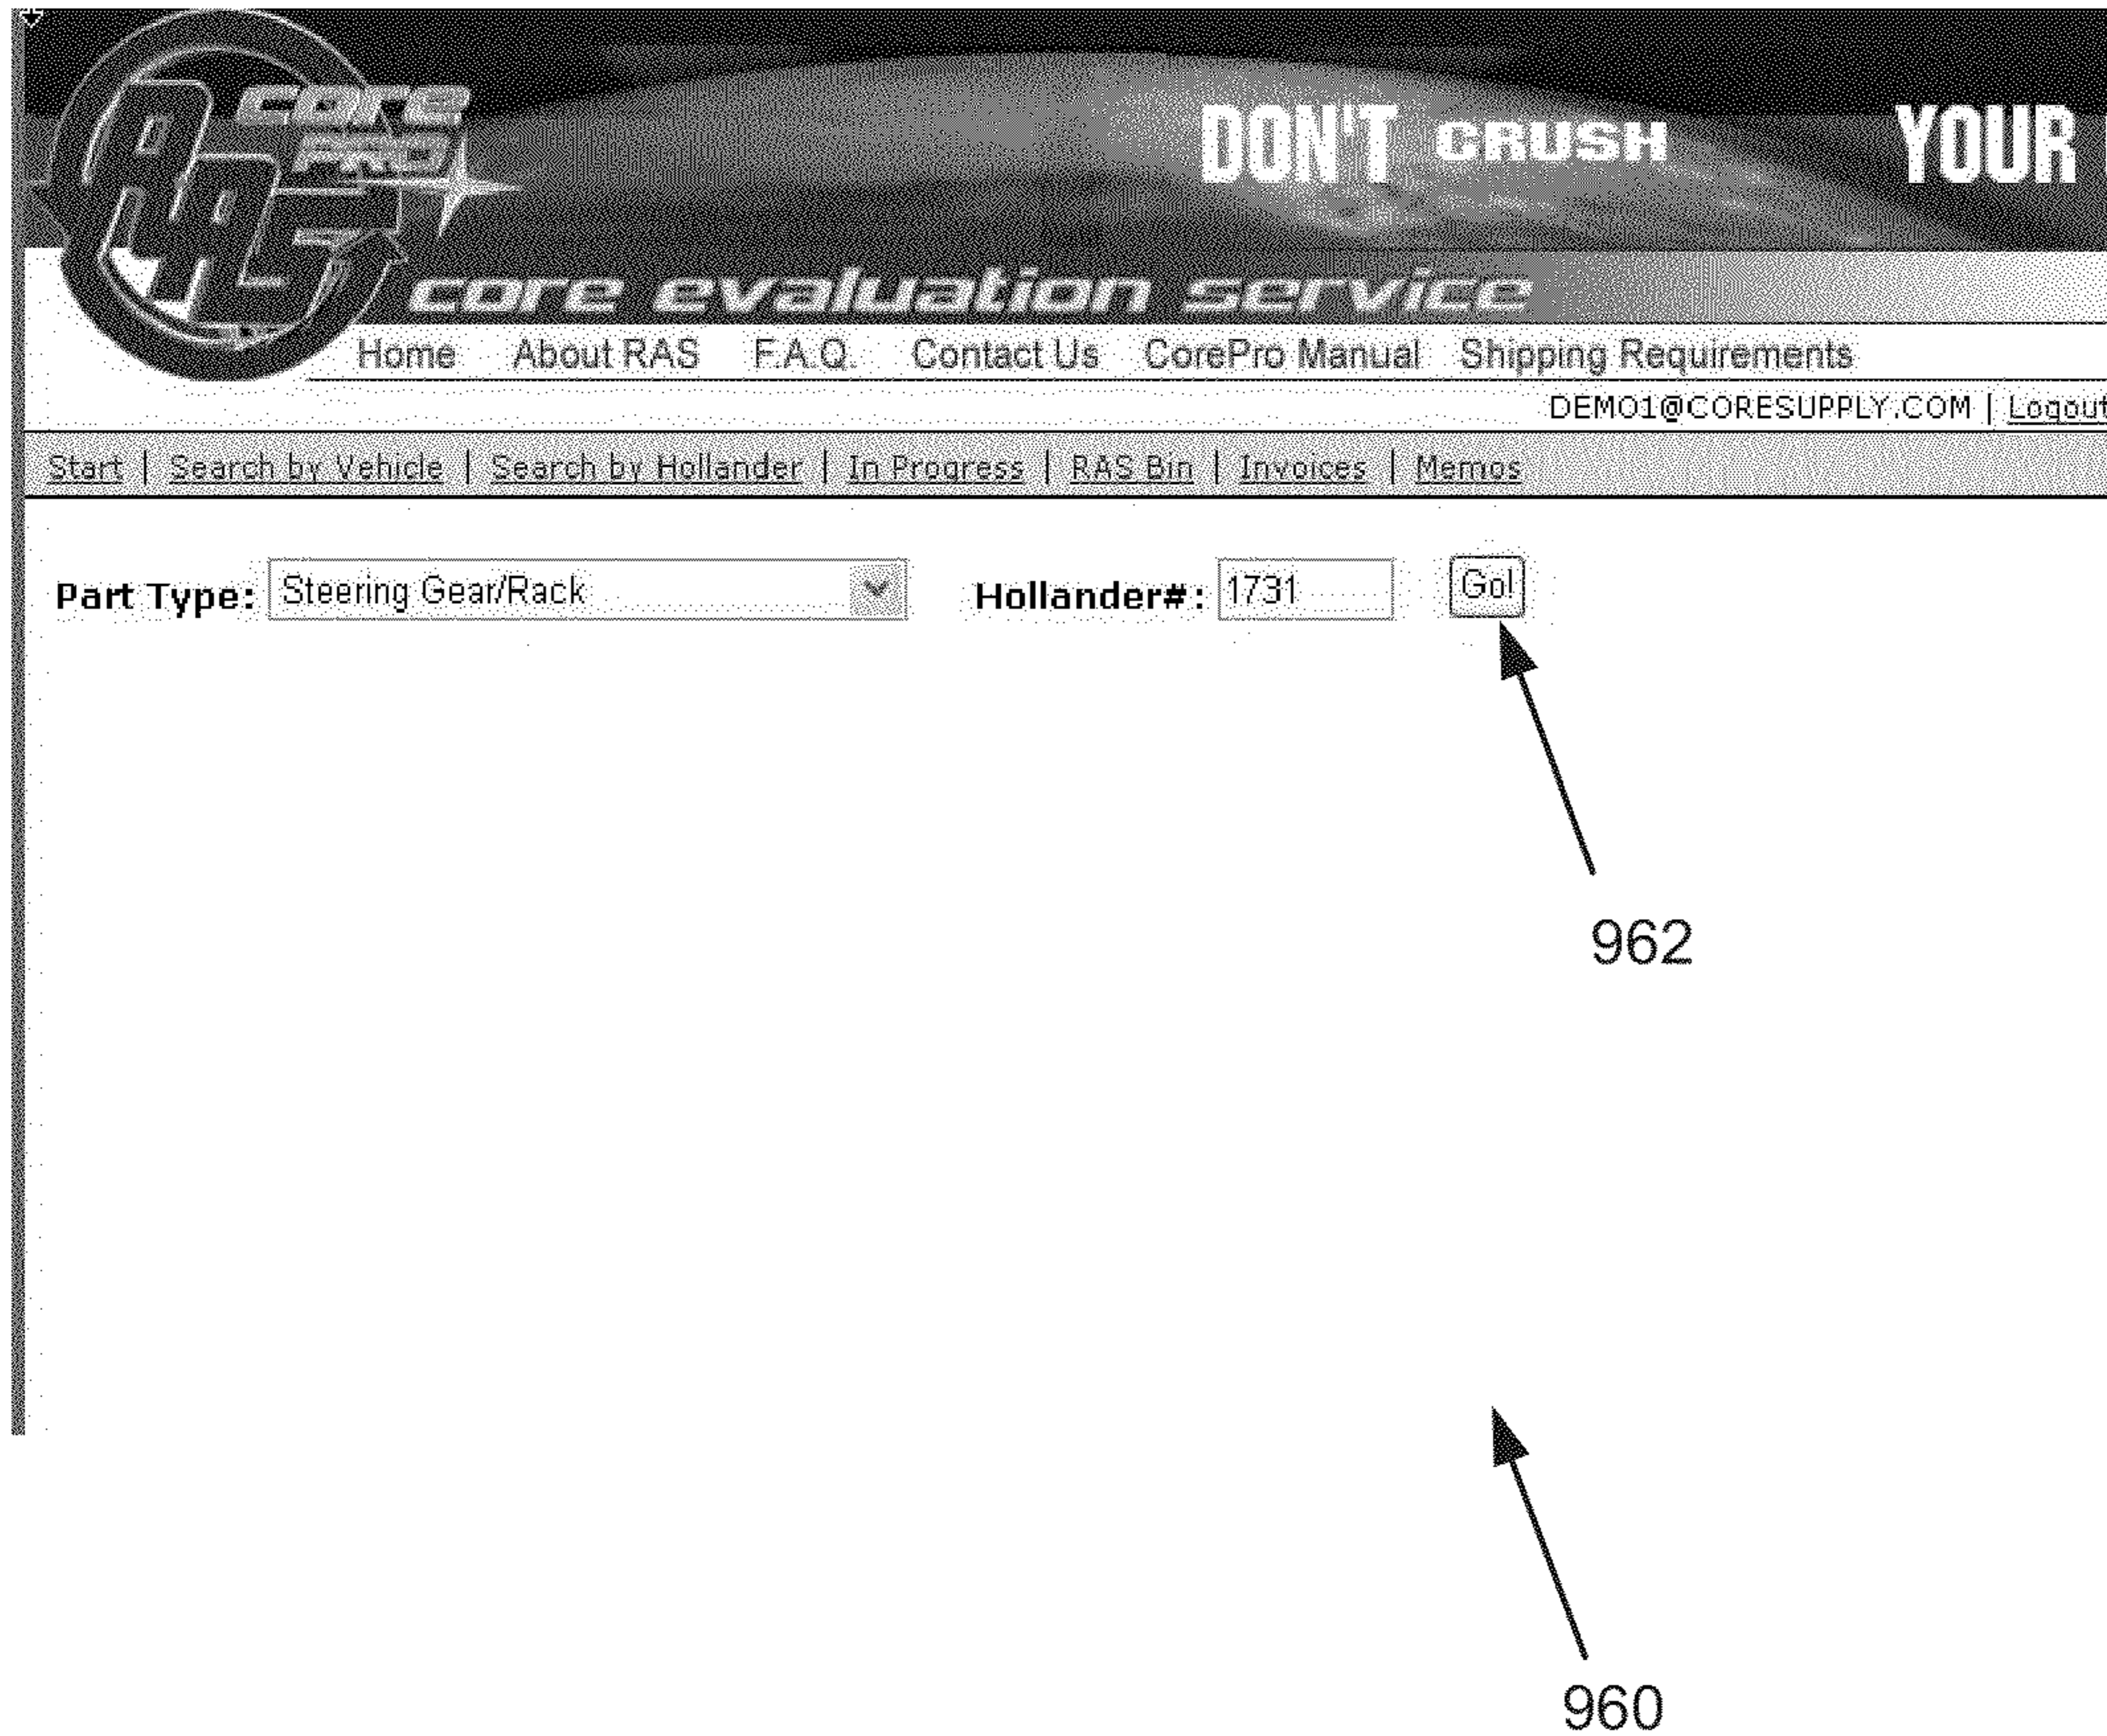 core
PRO
RAS
DON'T CRUSH YOUR
core evaluation service
Home About RAS F.A.Q. Contact Us CorePro Manual Shipping Requirements
DEMO1@CORESUPPLY.COM | Logout
Start | Search by Vehicle | Search by Hollander | In Progress | RAS Bin | Invoices | Memos
Part Type: Steering Gear/Rack Hollander#: 1731 Go!
962
960